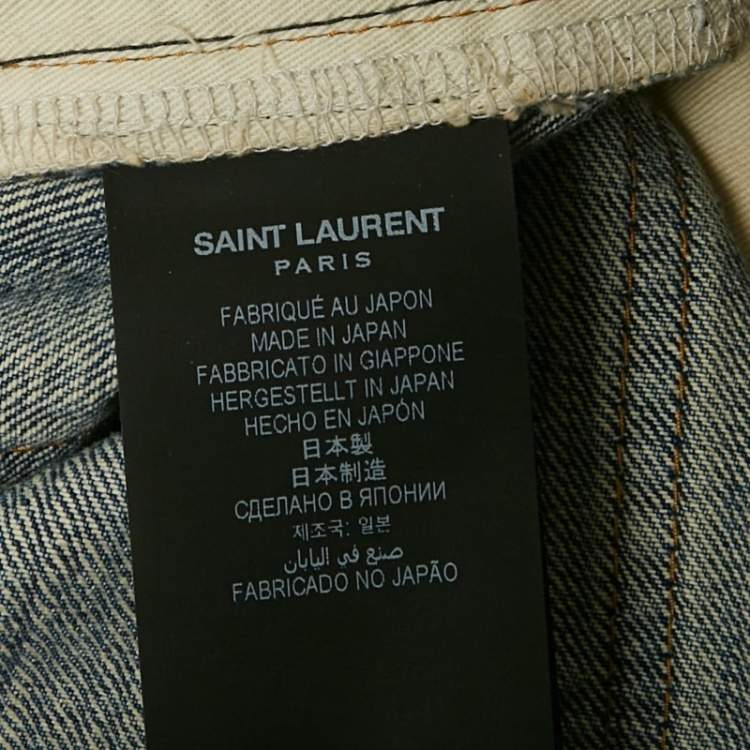 SAINT LAURENT
PARIS
FABRIQUÉ AU JAPON
MADE IN JAPAN
FABBRICATO IN GIAPPONE
HERGESTELLT IN JAPAN
HECHO EN JAPÓN
日本製
日本制造
СДЕЛАНО В ЯПОНИИ
제조국: 일본
صنع في اليابان
FABRICADO NO JAPÃO